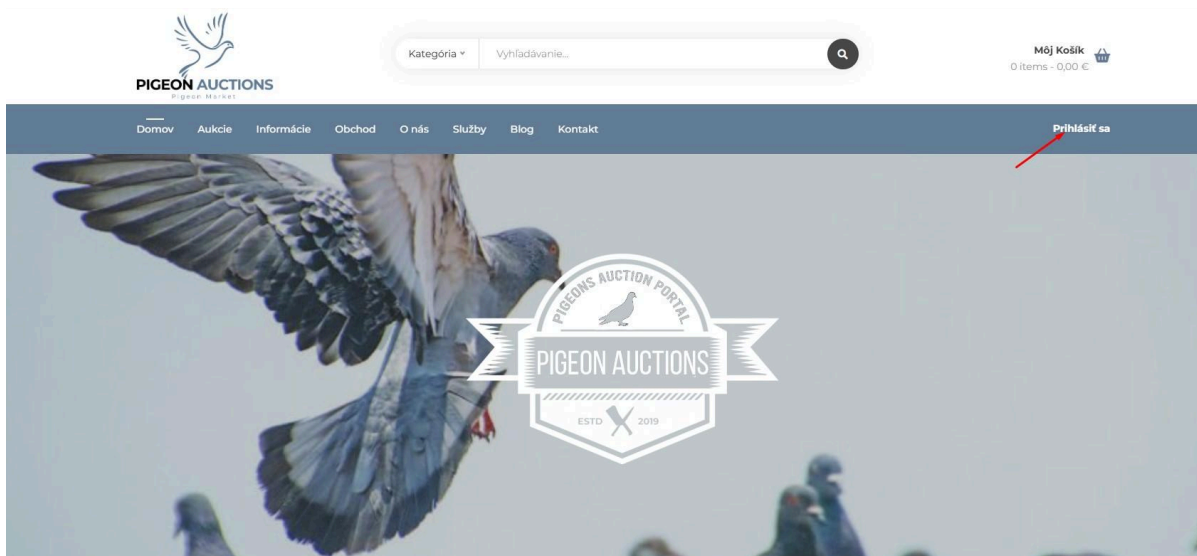 PIGEON AUCTIONS
Pigeon Market
Kategória
Vyhľadávanie...
Môj Košík
0 items - 0,00 €
Domov Aukcie Informácie Obchod O nás Služby Blog Kontakt
Prihlásiť sa
PIGEONS AUCTION PORTAL
PIGEON AUCTIONS
ESTD 2019